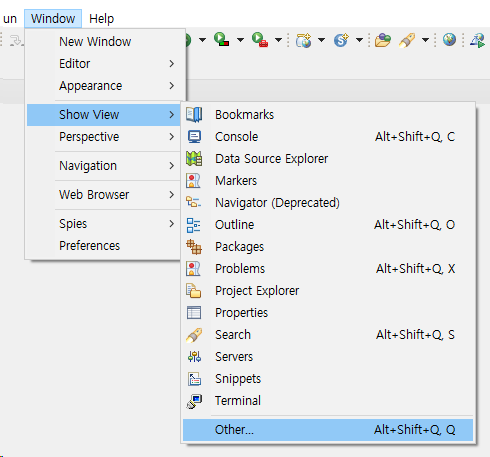 un Window Help
New Window
Editor
Appearance
Show View
Perspective
Navigation
Web Browser
Spies
Preferences
Bookmarks
Console Alt+Shift+Q, C
Data Source Explorer
Markers
Navigator (Deprecated)
Outline Alt+Shift+Q, O
Packages
Problems Alt+Shift+Q, X
Project Explorer
Properties
Search Alt+Shift+Q, S
Servers
Snippets
Terminal
Other... Alt+Shift+Q, Q